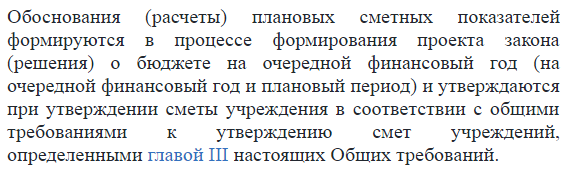 Обоснования (расчеты) плановых сметных показателей
формируются в процессе формирования проекта закона
(решения) о бюджете на очередной финансовый год (на
очередной финансовый год и плановый период) и утверждаются
при утверждении сметы учреждения в соответствии с общими
требованиями к утверждению смет учреждений,
определенными главой III настоящих Общих требований.